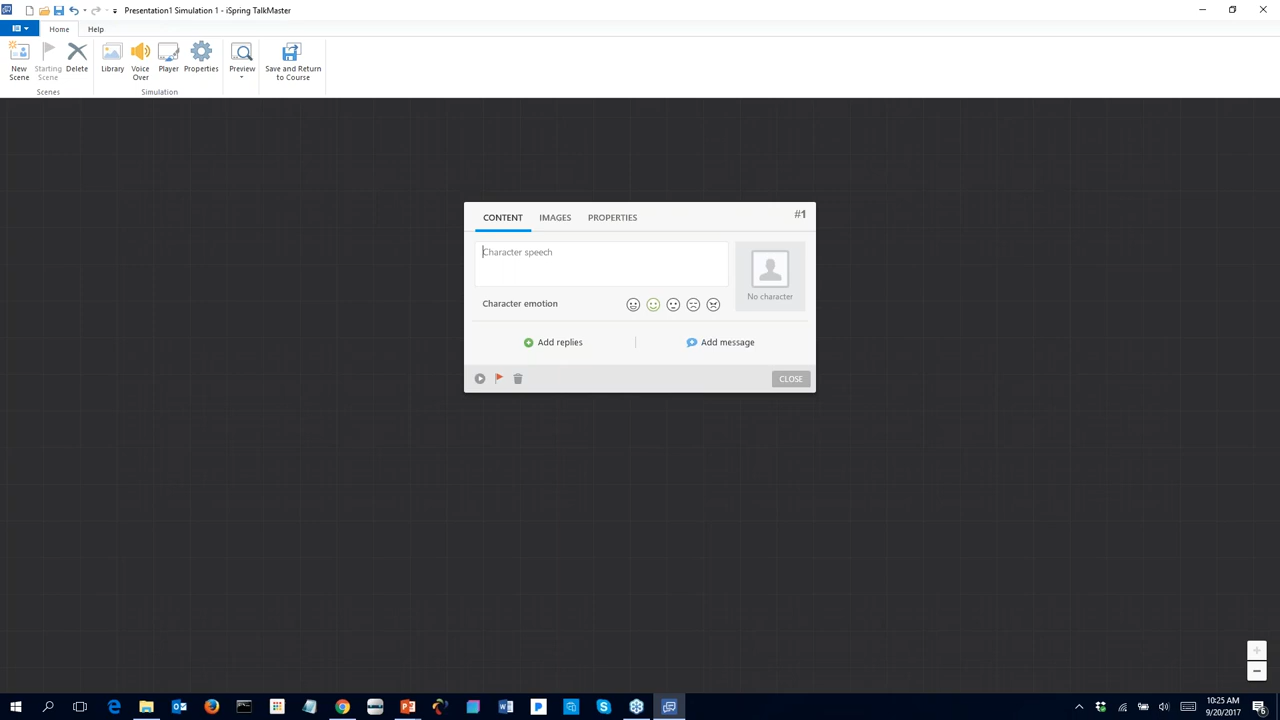 Presentation1 Simulation 1 - iSpring TalkMaster
Home Help
New Scene
Starting Scene
Delete
Library
Voice Over
Player
Properties
Preview
Save and Return to Course
Scenes
Simulation
CONTENT IMAGES PROPERTIES #1
Character speech
No character
Character emotion
Add replies Add message
CLOSE
10:25 AM
9/20/2017